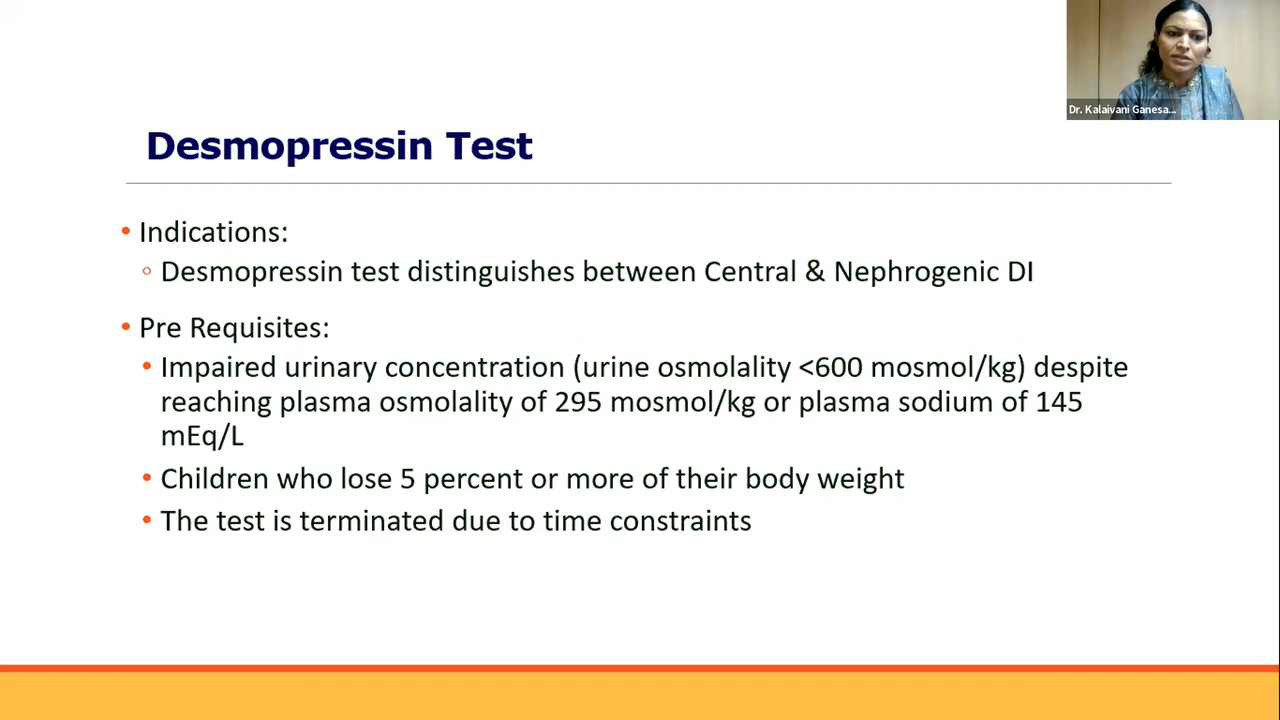 Dr. Kalaivani Ganesa...
Desmopressin Test
• Indications:
◦ Desmopressin test distinguishes between Central & Nephrogenic DI
• Pre Requisites:
• Impaired urinary concentration (urine osmolality <600 mosmol/kg) despite
reaching plasma osmolality of 295 mosmol/kg or plasma sodium of 145
mEq/L
• Children who lose 5 percent or more of their body weight
• The test is terminated due to time constraints